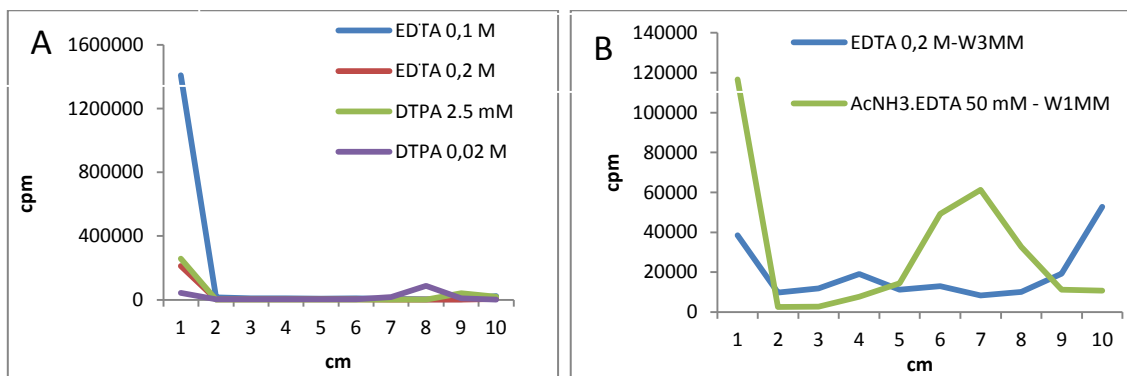 A
EDTA 0,1 M
EDTA 0,2 M
DTPA 2.5 mM
DTPA 0,02 M
1600000
1200000
800000
400000
0
cpm
1 2 3 4 5 6 7 8 9 10
cm
B
EDTA 0,2 M-W3MM
AcNH3.EDTA 50 mM - W1MM
140000
120000
100000
80000
60000
40000
20000
0
cpm
1 2 3 4 5 6 7 8 9 10
cm